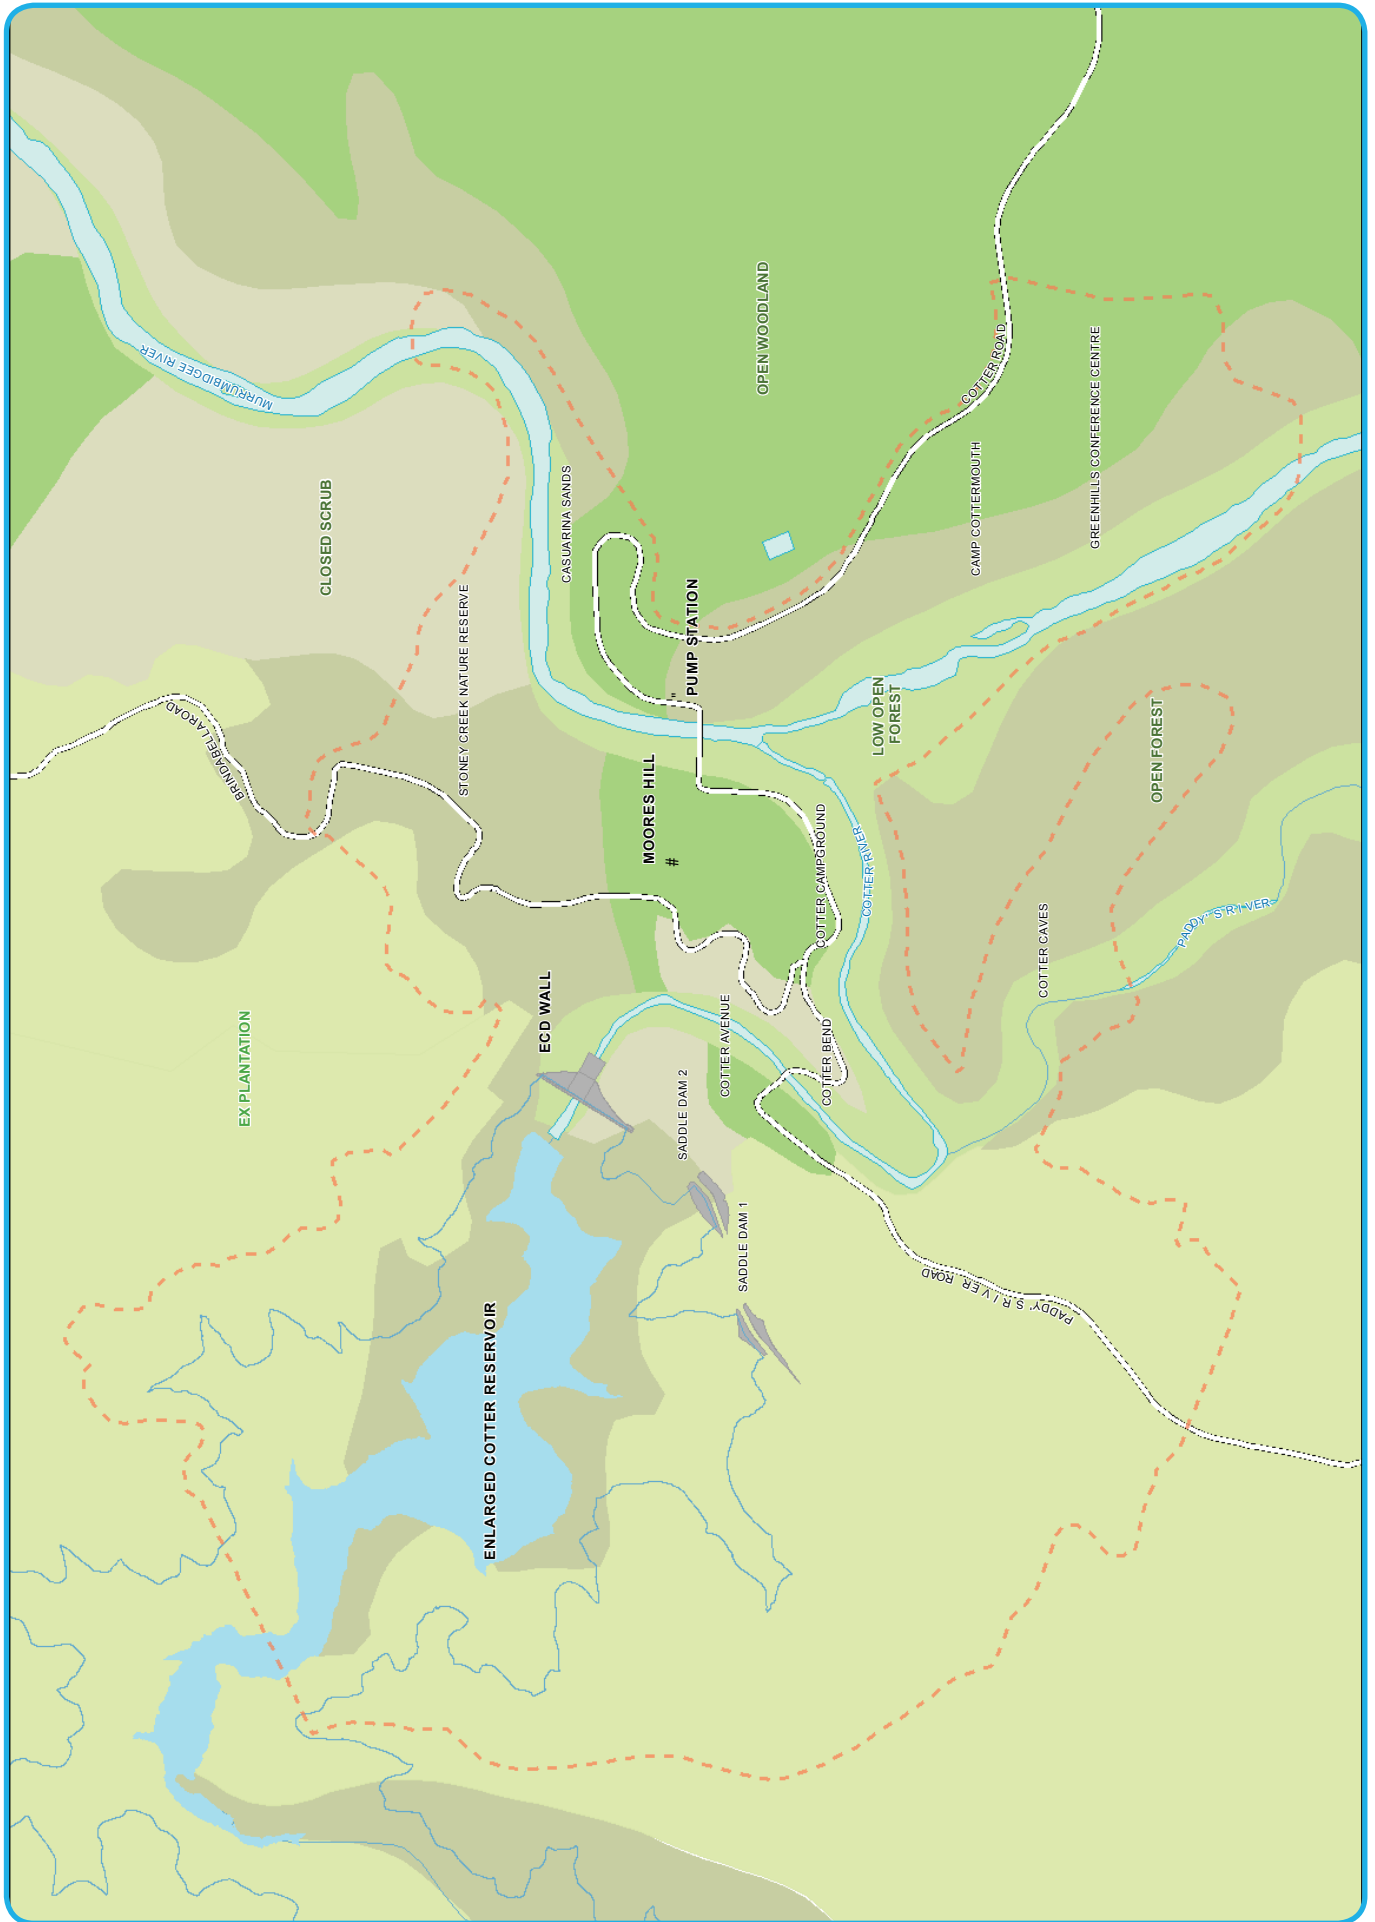 MURRUMBIDGEE RIVER
OPEN WOODLAND
COTTER ROAD
GREENHILLS CONFERENCE CENTRE
CAMP COTTERMOUTH
CASUARINA SANDS
CLOSED SCRUB
STONEY CREEK NATURE RESERVE
BRINDABELLA ROAD
PUMP STATION
"
LOW OPEN
FOREST
OPEN FOREST
MOORES HILL
#
COTTER CAMPGROUND
COTTER RIVER
PADDY'S RIVER
COTTER CAVES
ECD WALL
COTTER AVENUE
COTTER BEND
EX PLANTATION
SADDLE DAM 2
SADDLE DAM 1
PADDY'S RIVER ROAD
ENLARGED COTTER RESERVOIR